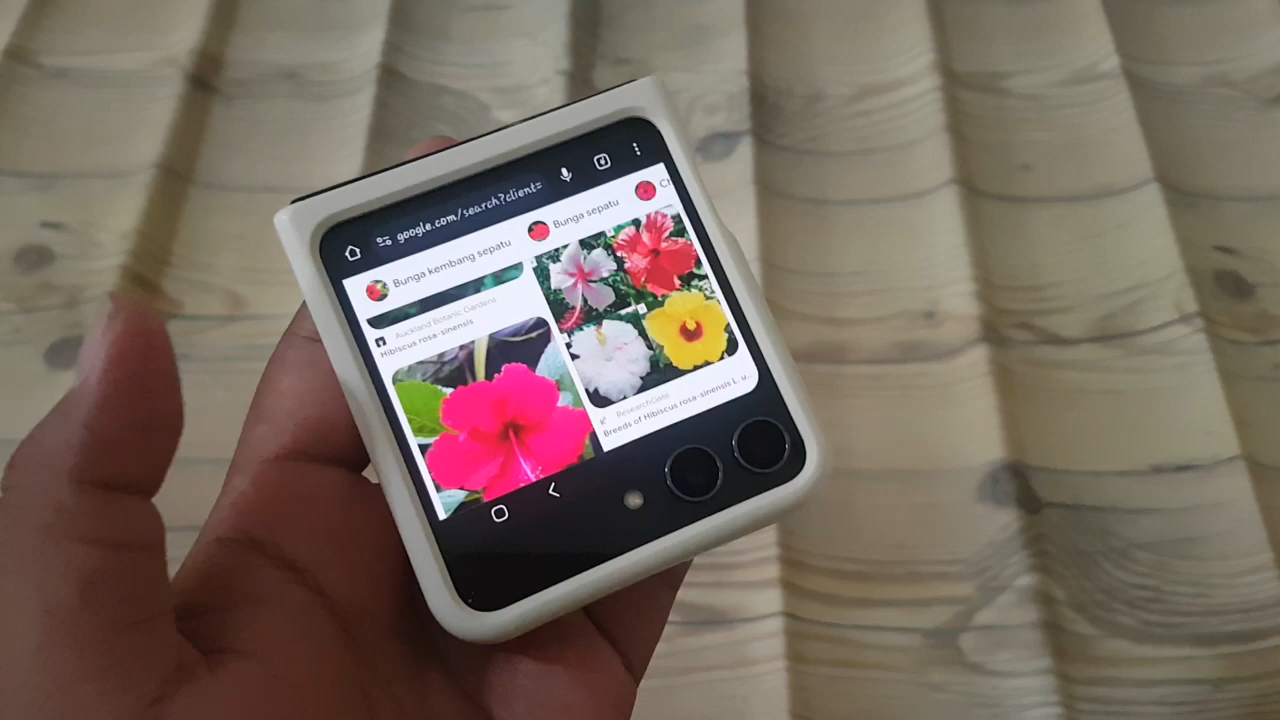 google.com/search?client=
Bunga kembang sepatu
Bunga sepatu
Auckland Botanic Gardens
Hibiscus rosa-sinensis
ResearchGate
Breeds of Hibiscus rosa-sinensis L. u...